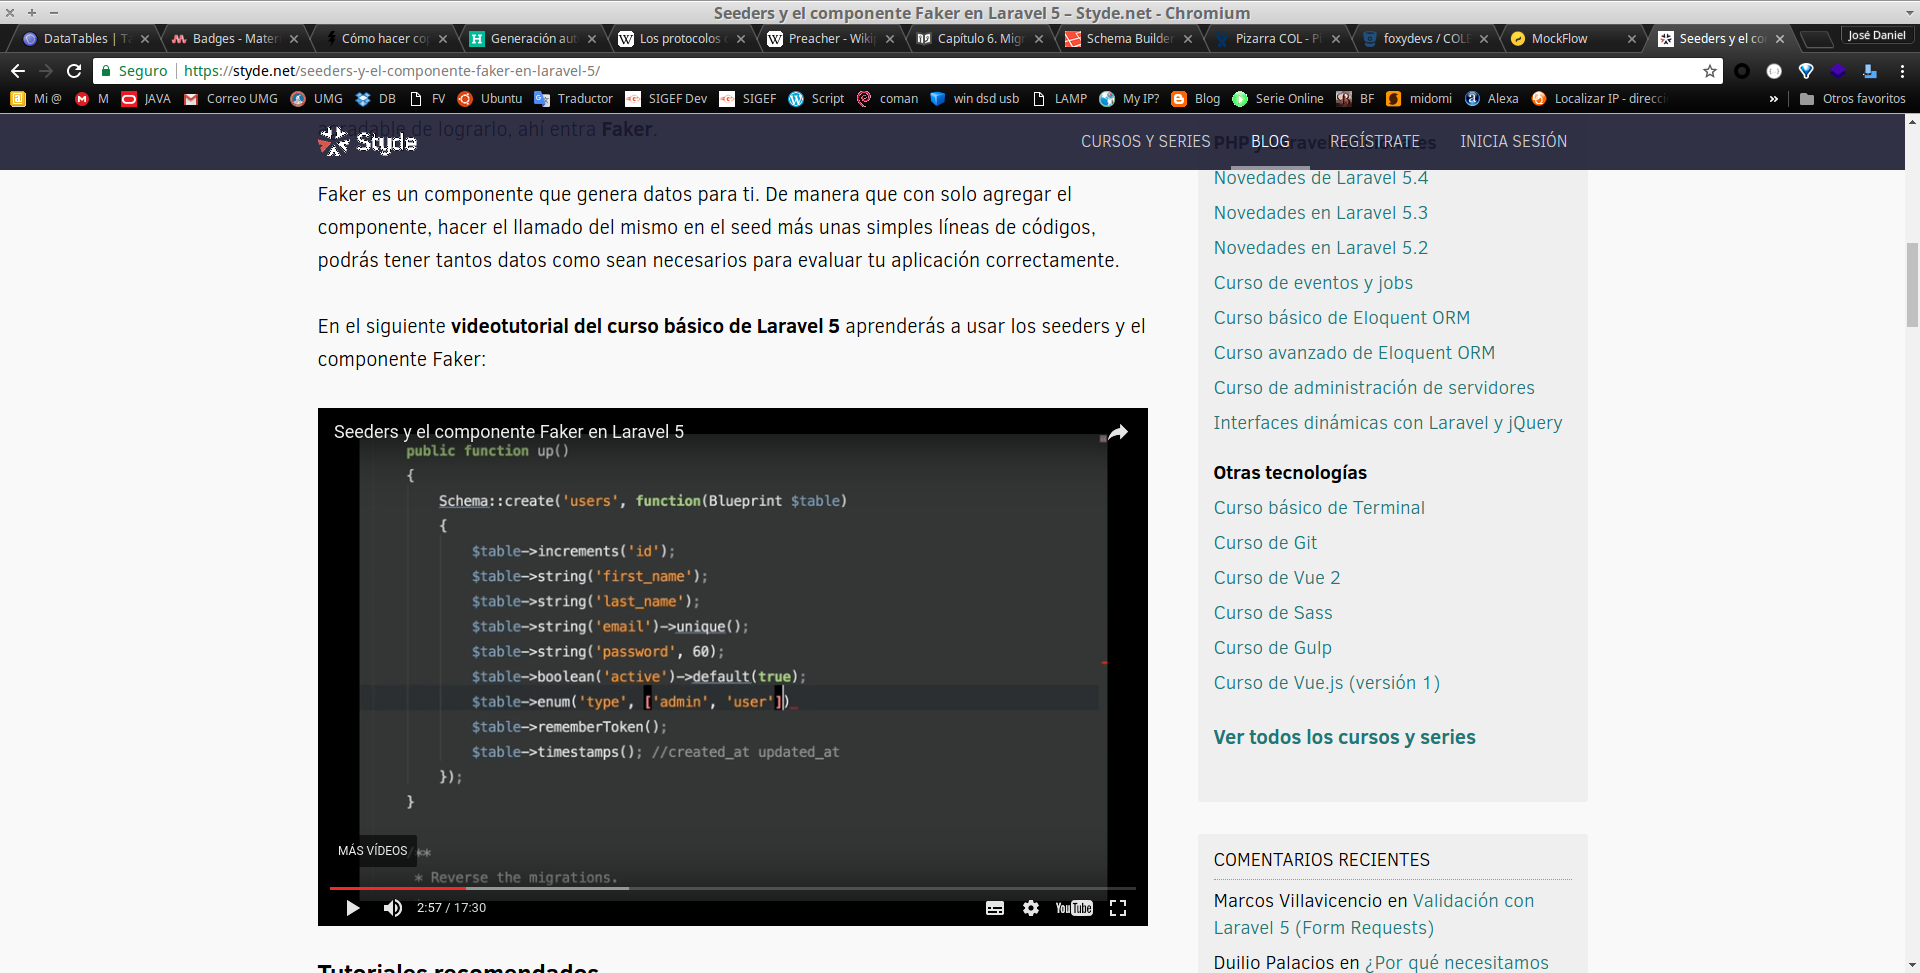 Seeders y el componente Faker en Laravel 5 – Styde.net - Chromium
DataTables | Ta
Badges - Mater
Cómo hacer co
Generación aut
Los protocolos
Preacher - Wiki
Capítulo 6. Mig
Schema Builder
Pizarra COL - Pi
foxydevs / COLE
MockFlow
Seeders y el co
José Daniel
Seguro
https://styde.net/seeders-y-el-componente-faker-en-laravel-5/
Mi @
M
JAVA
Correo UMG
UMG
DB
FV
Ubuntu
Traductor
SIGEF Dev
SIGEF
Script
coman
win dsd usb
LAMP
My IP?
Blog
Serie Online
BF
midomi
Alexa
Localizar IP - direcci
»
Otros favoritos
agradable de lograrlo, ahí entra Faker.
Styde
CURSOS Y SERIES
BLOG
REGÍSTRATE
INICIA SESIÓN
Faker es un componente que genera datos para ti. De manera que con solo agregar el
componente, hacer el llamado del mismo en el seed más unas simples líneas de códigos,
podrás tener tantos datos como sean necesarios para evaluar tu aplicación correctamente.
En el siguiente videotutorial del curso básico de Laravel 5 aprenderás a usar los seeders y el
componente Faker:
Seeders y el componente Faker en Laravel 5
public function up()
{
Schema::create('users', function(Blueprint $table)
{
$table->increments('id');
$table->string('first_name');
$table->string('last_name');
$table->string('email')->unique();
$table->string('password', 60);
$table->boolean('active')->default(true);
$table->enum('type', ['admin', 'user'])
$table->rememberToken();
$table->timestamps(); //created_at updated_at
});
}
MÁS VÍDEOS
/**
* Reverse the migrations.
2:57 / 17:30
YouTube
Tutoriales recomendados
Novedades de Laravel 5.4
Novedades en Laravel 5.3
Novedades en Laravel 5.2
Curso de eventos y jobs
Curso básico de Eloquent ORM
Curso avanzado de Eloquent ORM
Curso de administración de servidores
Interfaces dinámicas con Laravel y jQuery
Otras tecnologías
Curso básico de Terminal
Curso de Git
Curso de Vue 2
Curso de Sass
Curso de Gulp
Curso de Vue.js (versión 1)
Ver todos los cursos y series
COMENTARIOS RECIENTES
Marcos Villavicencio en Validación con
Laravel 5 (Form Requests)
Duilio Palacios en ¿Por qué necesitamos